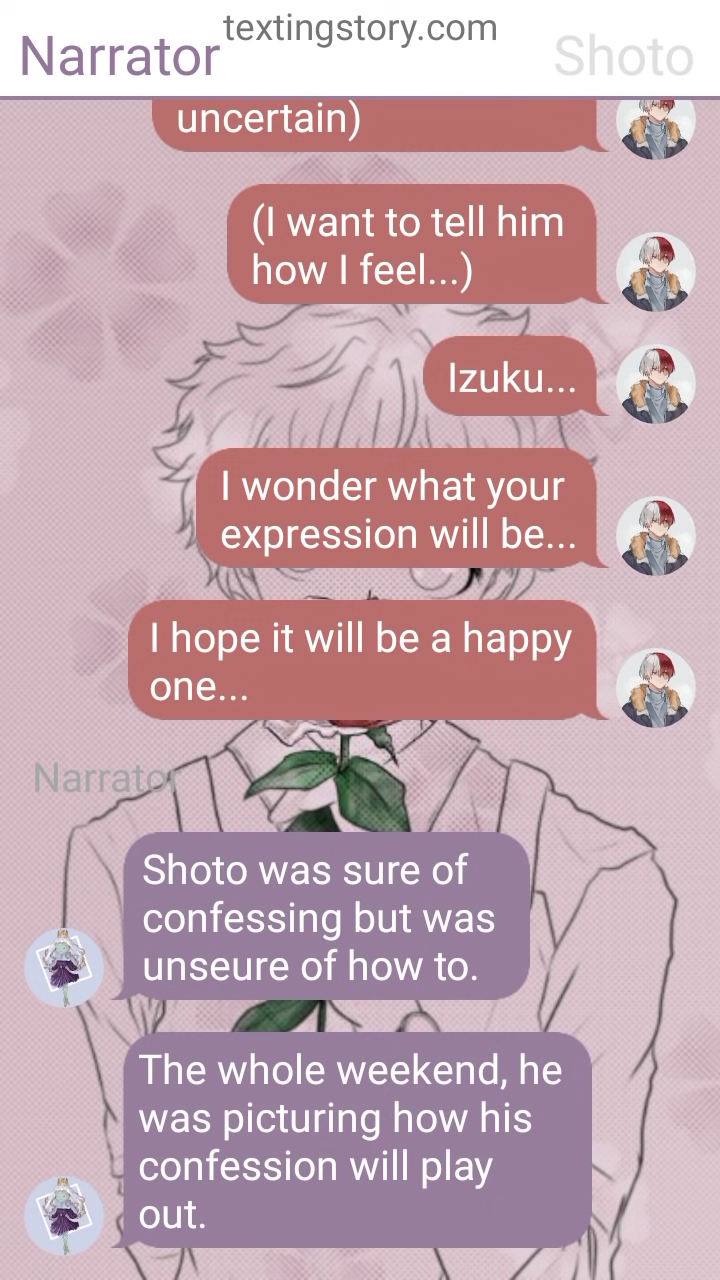 textingstory.com
Narrator
Shoto
uncertain)
(I want to tell him
how I feel...)
Izuku...
I wonder what your
expression will be...
I hope it will be a happy
one...
Narrator
Shoto was sure of
confessing but was
unseure of how to.
The whole weekend, he
was picturing how his
confession will play
out.